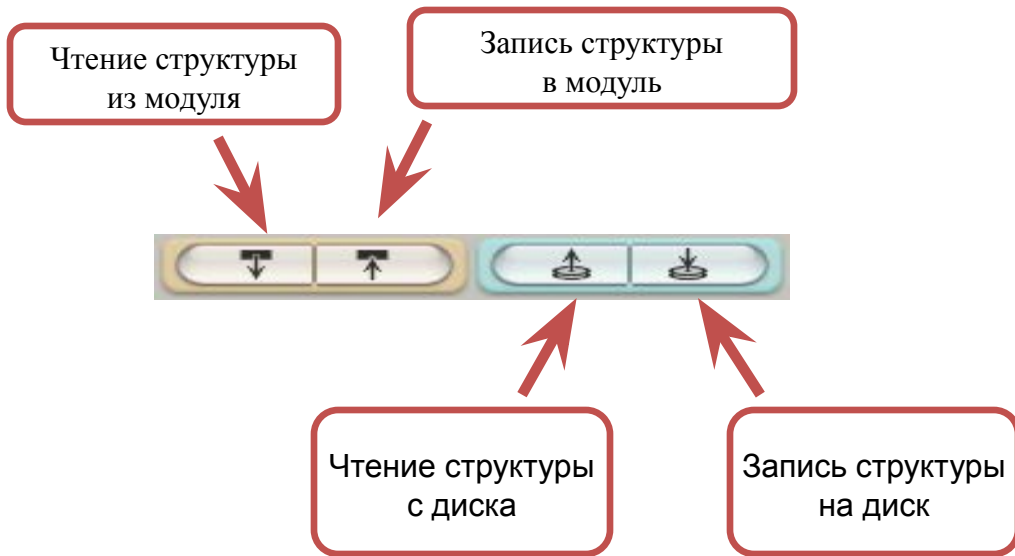 Чтение структуры
из модуля
Запись структуры
в модуль
Чтение структуры
с диска
Запись структуры
на диск